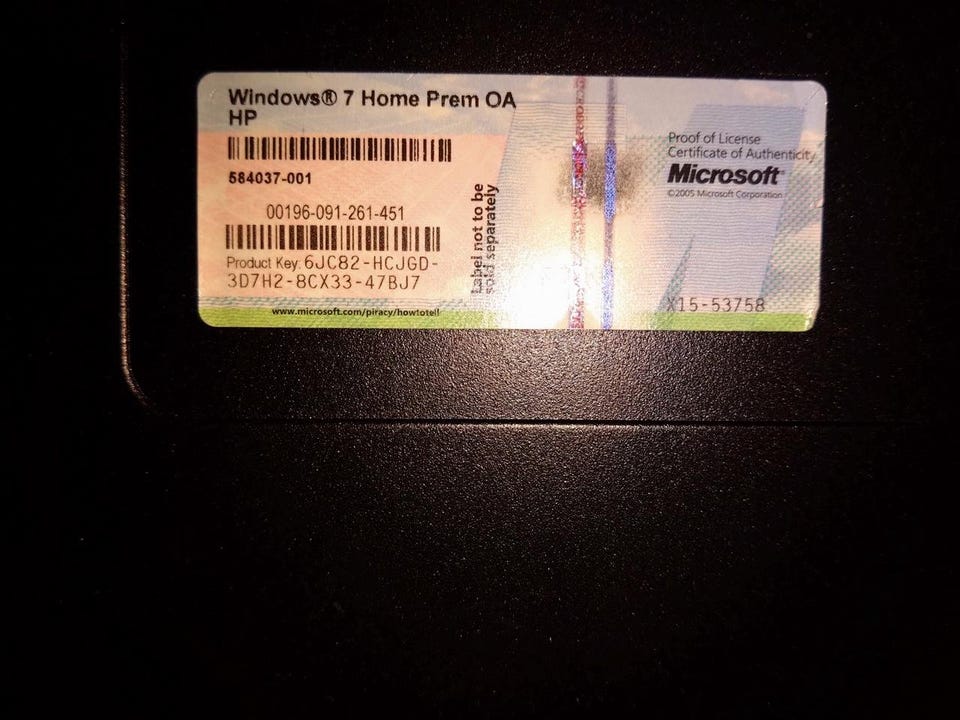 Windows® 7 Home Prem OA
HP
584037-001
00196-091-261-451
Product Key: 6JC82-HCJGD-
3D7H2-8CX33-47BJ7
www.microsoft.com/piracy/howtotell
Label not to be
sold separately
Proof of License
Certificate of Authenticity
Microsoft®
©2005 Microsoft Corporation
X15-53758